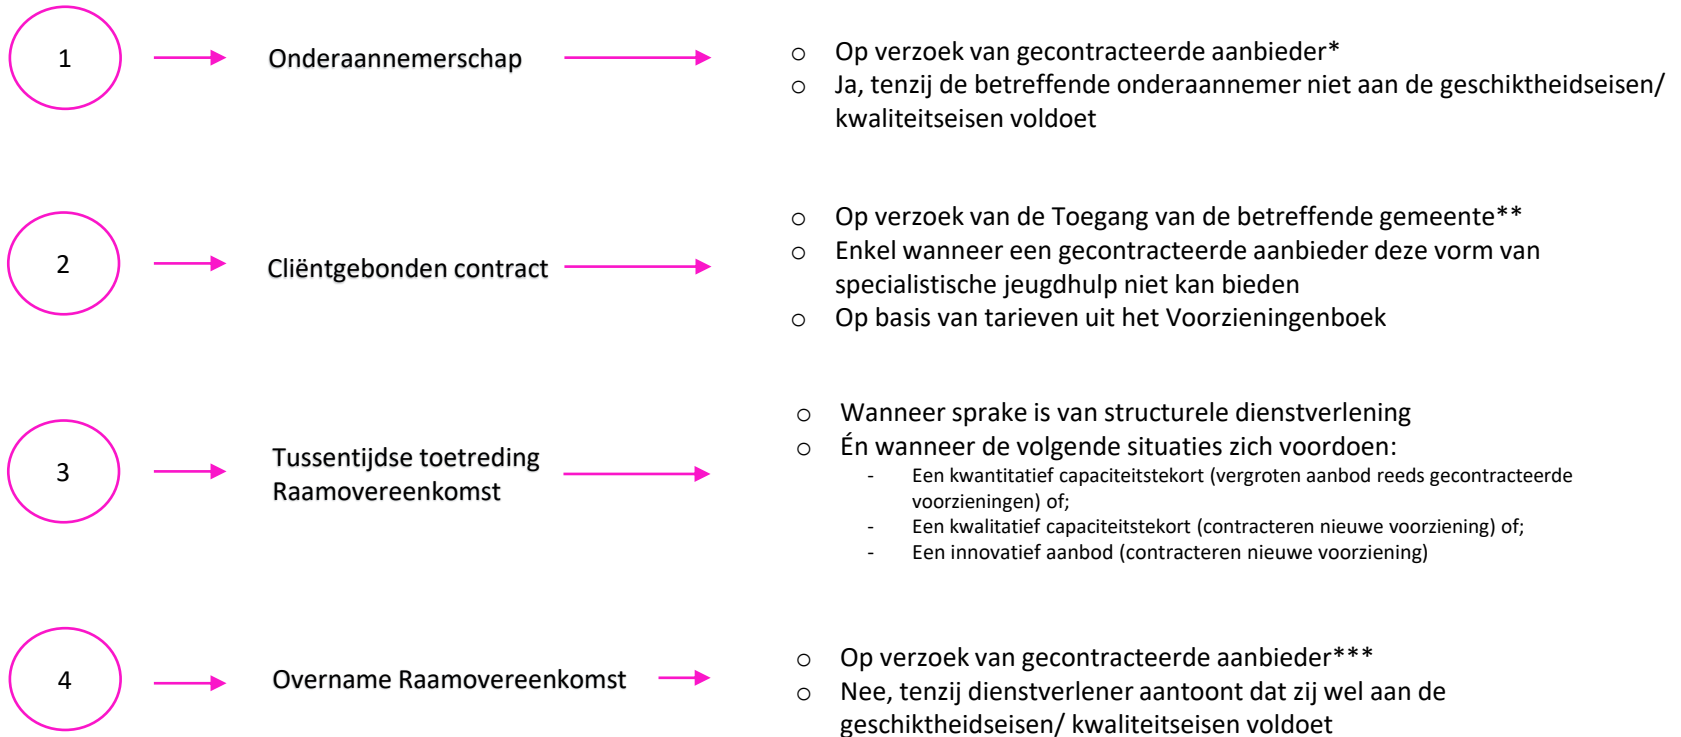 1
Onderaannemerschap
o Op verzoek van gecontracteerde aanbieder*
o Ja, tenzij de betreffende onderaannemer niet aan de geschiktheidseisen/
kwaliteitseisen voldoet
2
Cliëntgebonden contract
o Op verzoek van de Toegang van de betreffende gemeente**
o Enkel wanneer een gecontracteerde aanbieder deze vorm van
specialistische jeugdhulp niet kan bieden
o Op basis van tarieven uit het Voorzieningenboek
3
Tussentijdse toetreding
Raamovereenkomst
o Wanneer sprake is van structurele dienstverlening
o Én wanneer de volgende situaties zich voordoen:
- Een kwantitatief capaciteitstekort (vergroten aanbod reeds gecontracteerde
voorzieningen) of;
- Een kwalitatief capaciteitstekort (contracteren nieuwe voorziening) of;
- Een innovatief aanbod (contracteren nieuwe voorziening)
4
Overname Raamovereenkomst
o Op verzoek van gecontracteerde aanbieder***
o Nee, tenzij dienstverlener aantoont dat zij wel aan de
geschiktheidseisen/ kwaliteitseisen voldoet